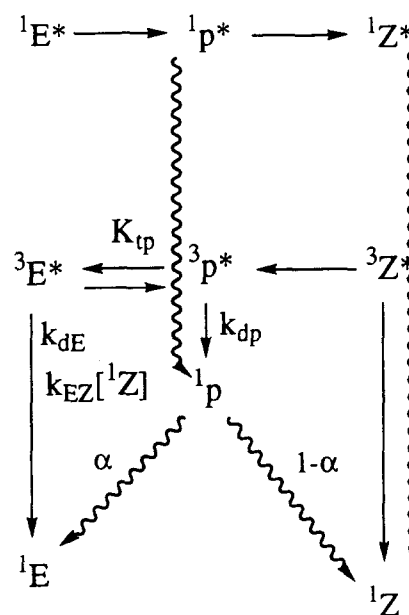 ¹E* ¹p* ¹Z*
K_tp
³E* ³p* ³Z*
k_dE k_dp
k_EZ[¹Z]
¹p
α 1-α
¹E ¹Z